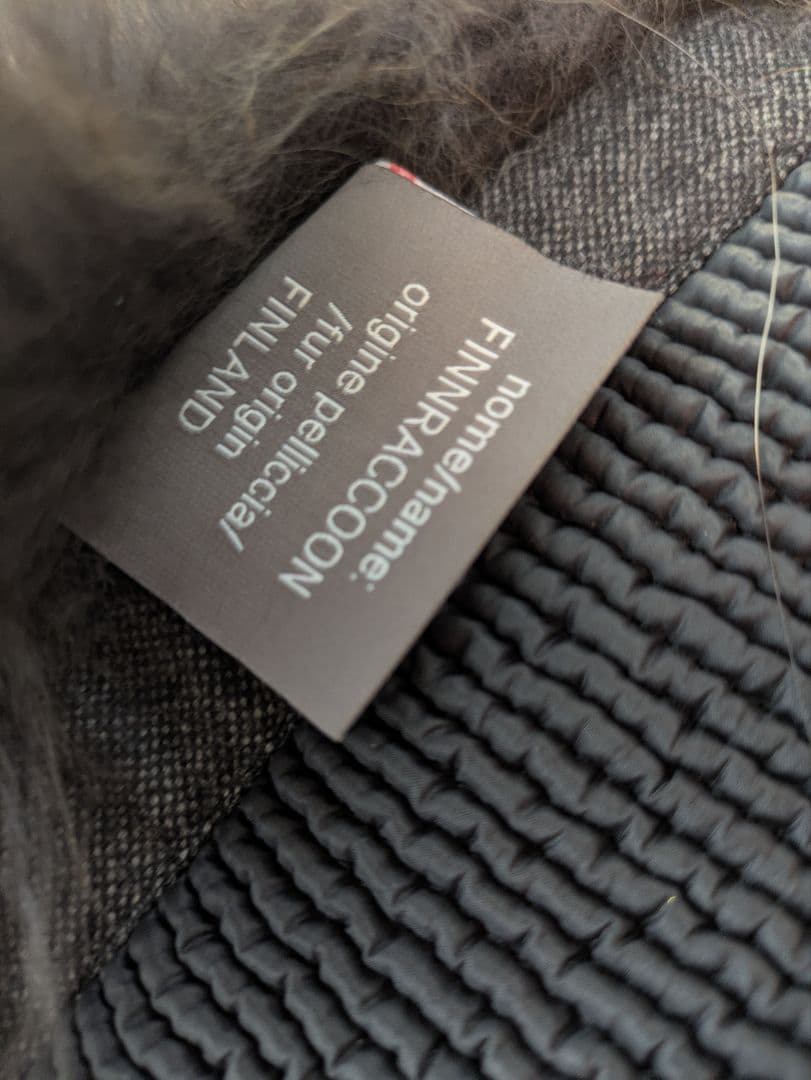 nome/name:
FINNRACCOON
origine pelliccia/
/fur origin
FINLAND